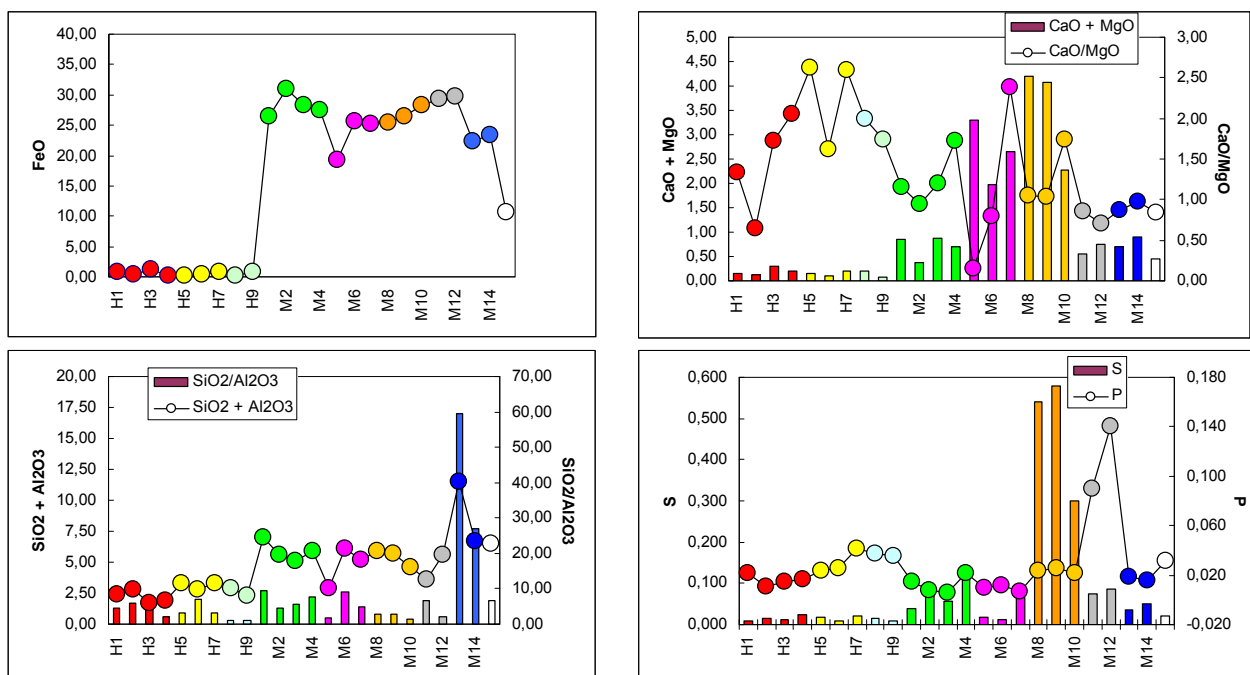 40,00
35,00
30,00
25,00
20,00
15,00
10,00
5,00
0,00
FeO
H1
H3
H5
H7
H9
M2
M4
M6
M8
M10
M12
M14
CaO + MgO
CaO/MgO
5,00
4,50
4,00
3,50
3,00
2,50
2,00
1,50
1,00
0,50
0,00
CaO + MgO
3,00
2,50
2,00
1,50
1,00
0,50
0,00
CaO/MgO
H1
H3
H5
H7
H9
M2
M4
M6
M8
M10
M12
M14
SiO2/Al2O3
SiO2 + Al2O3
20,00
17,50
15,00
12,50
10,00
7,50
5,00
2,50
0,00
SiO2 + Al2O3
70,00
60,00
50,00
40,00
30,00
20,00
10,00
0,00
SiO2/Al2O3
H1
H3
H5
H7
H9
M2
M4
M6
M8
M10
M12
M14
S
P
0,600
0,500
0,400
0,300
0,200
0,100
0,000
S
0,180
0,140
0,100
0,060
0,020
-0,020
P
H1
H3
H5
H7
H9
M2
M4
M6
M8
M10
M12
M14